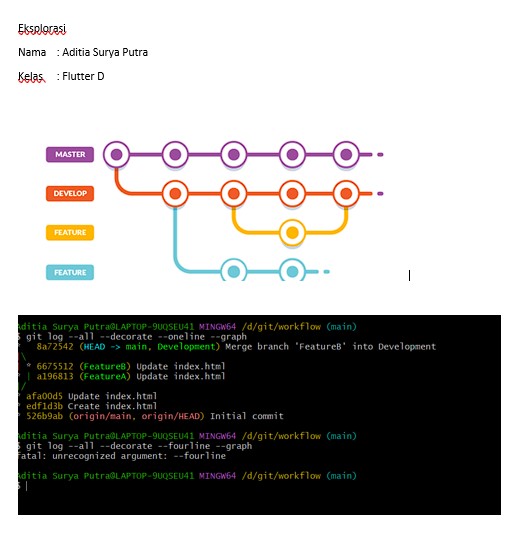 Eksplorasi
Nama : Aditia Surya Putra
Kelas : Flutter D
MASTER
DEVELOP
FEATURE
FEATURE
Aditia Surya Putra@LAPTOP-9UQSEU41 MINGW64 /d/git/workflow (main)
$ git log --all --decorate --oneline --graph
* 8a72542 (HEAD -> main, Development) Merge branch 'FeatureB' into Development
|\
| * 6675512 (FeatureB) Update index.html
* | a196813 (FeatureA) Update index.html
|/
* afa00d5 Update index.html
* edf1d3b Create index.html
* 526b9ab (origin/main, origin/HEAD) Initial commit
Aditia Surya Putra@LAPTOP-9UQSEU41 MINGW64 /d/git/workflow (main)
$ git log --all --decorate --fourline --graph
fatal: unrecognized argument: --fourline
Aditia Surya Putra@LAPTOP-9UQSEU41 MINGW64 /d/git/workflow (main)
$